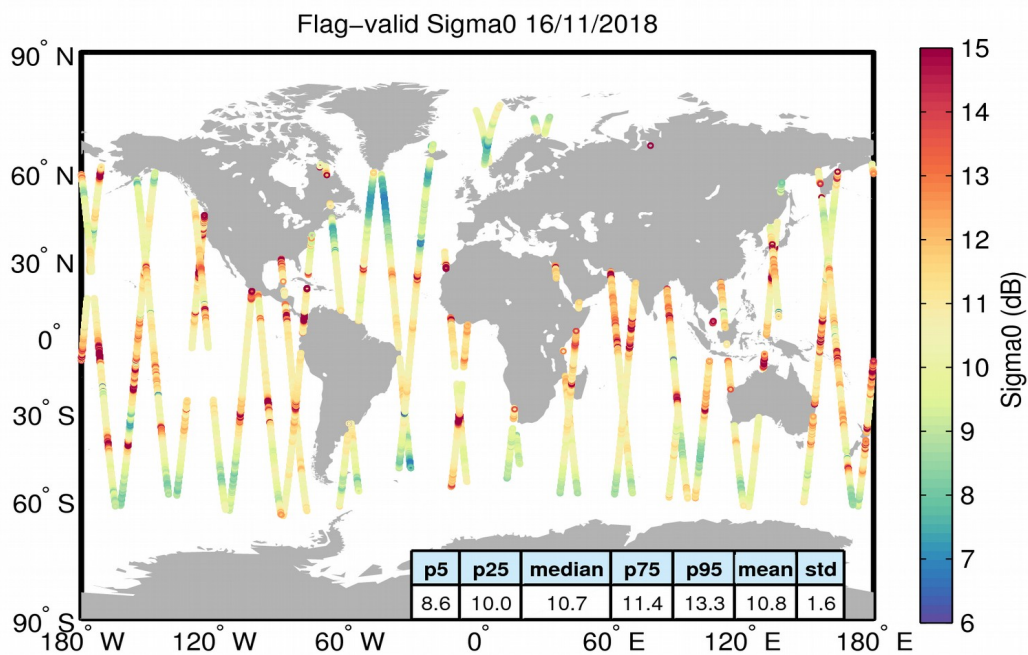 Flag-valid Sigma0 16/11/2018
90° N
60° N
30° N
0°
30° S
60° S
90° S
180° W
120° W
60° W
0°
60° E
120° E
180° E
15
14
13
12
11
10
9
8
7
6
Sigma0 (dB)
p5 p25 median p75 p95 mean std
8.6 10.0 10.7 11.4 13.3 10.8 1.6